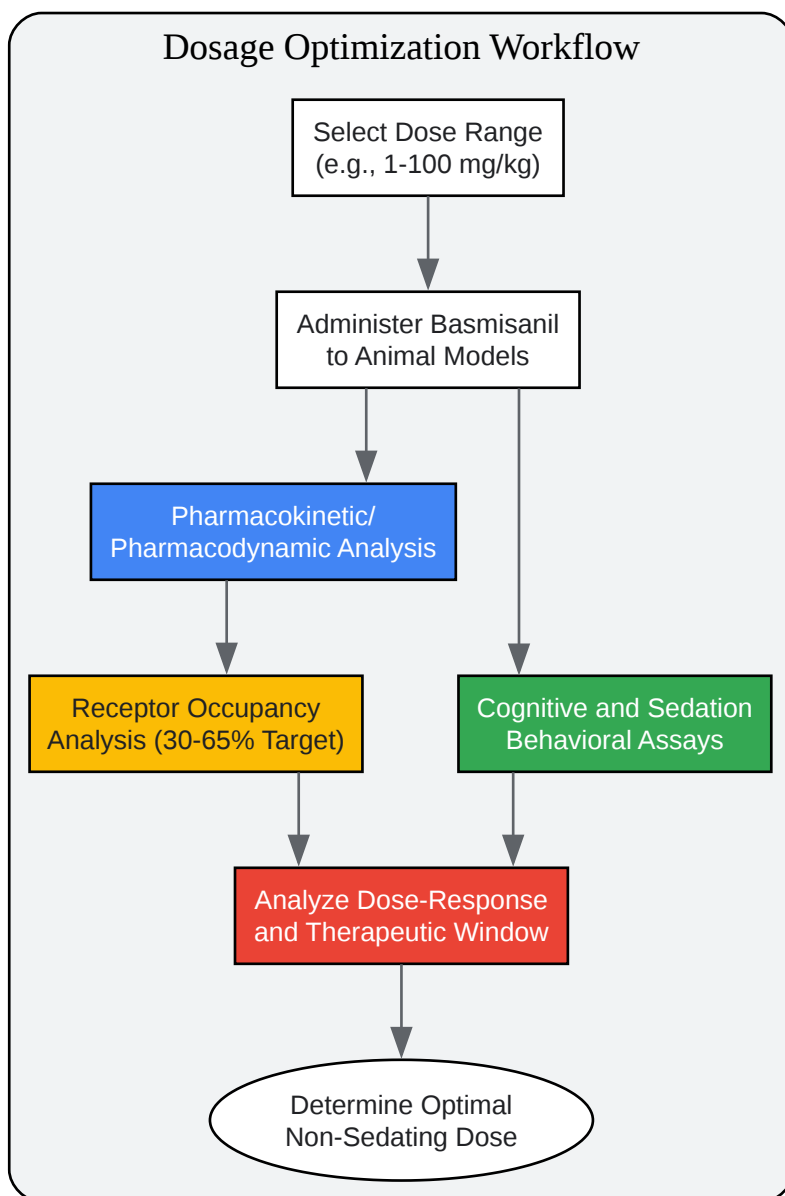 Dosage Optimization Workflow
Select Dose Range
(e.g., 1-100 mg/kg)
Administer Basmisanil
to Animal Models
Pharmacokinetic/
Pharmacodynamic Analysis
Receptor Occupancy
Analysis (30-65% Target)
Cognitive and Sedation
Behavioral Assays
Analyze Dose-Response
and Therapeutic Window
Determine Optimal
Non-Sedating Dose